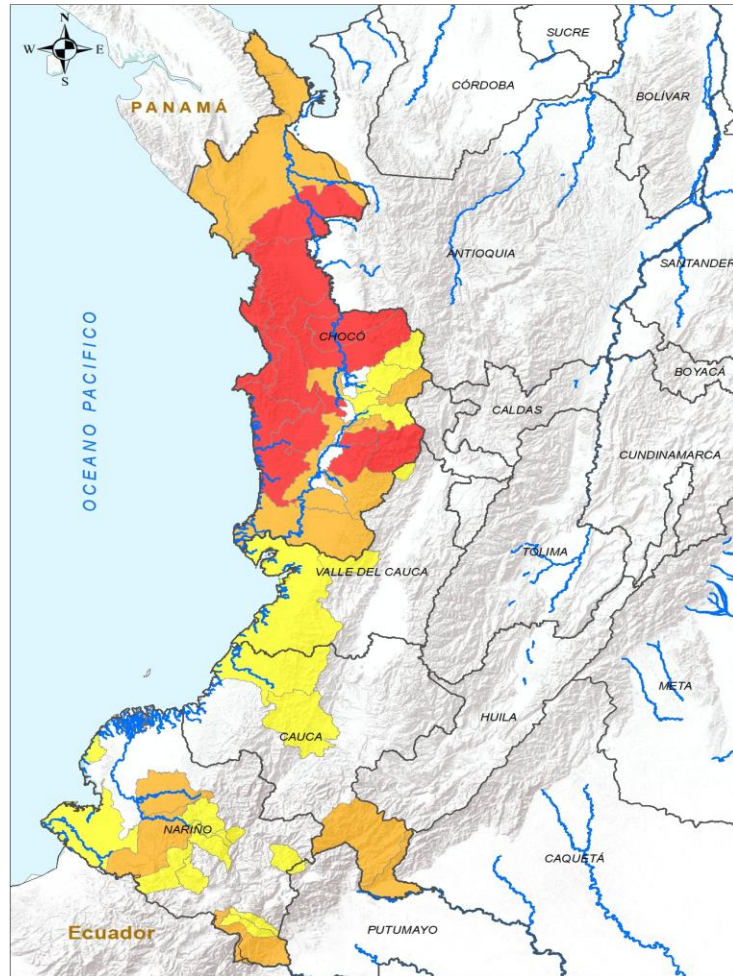 N
W E
S
SUCRE
CÓRDOBA
BOLÍVAR
PANAMÁ
ANTIOQUIA
SANTANDER
CHOCÓ
BOYACÁ
CALDAS
CUNDINAMARCA
OCEANO PACIFICO
TOLIMA
VALLE DEL CAUCA
META
HUILA
CAUCA
NARIÑO
CAQUETÁ
PUTUMAYO
Ecuador